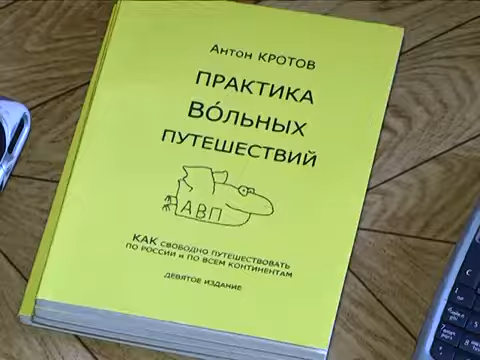 Антон КРОТОВ
ПРАКТИКА
ВО́ЛЬНЫХ
ПУТЕШЕСТВИЙ
АВП
КАК СВОБОДНО ПУТЕШЕСТВОВАТЬ
ПО РОССИИ и ПО ВСЕМ КОНТИНЕНТАМ
ДЕВЯТОЕ ИЗДАНИЕ